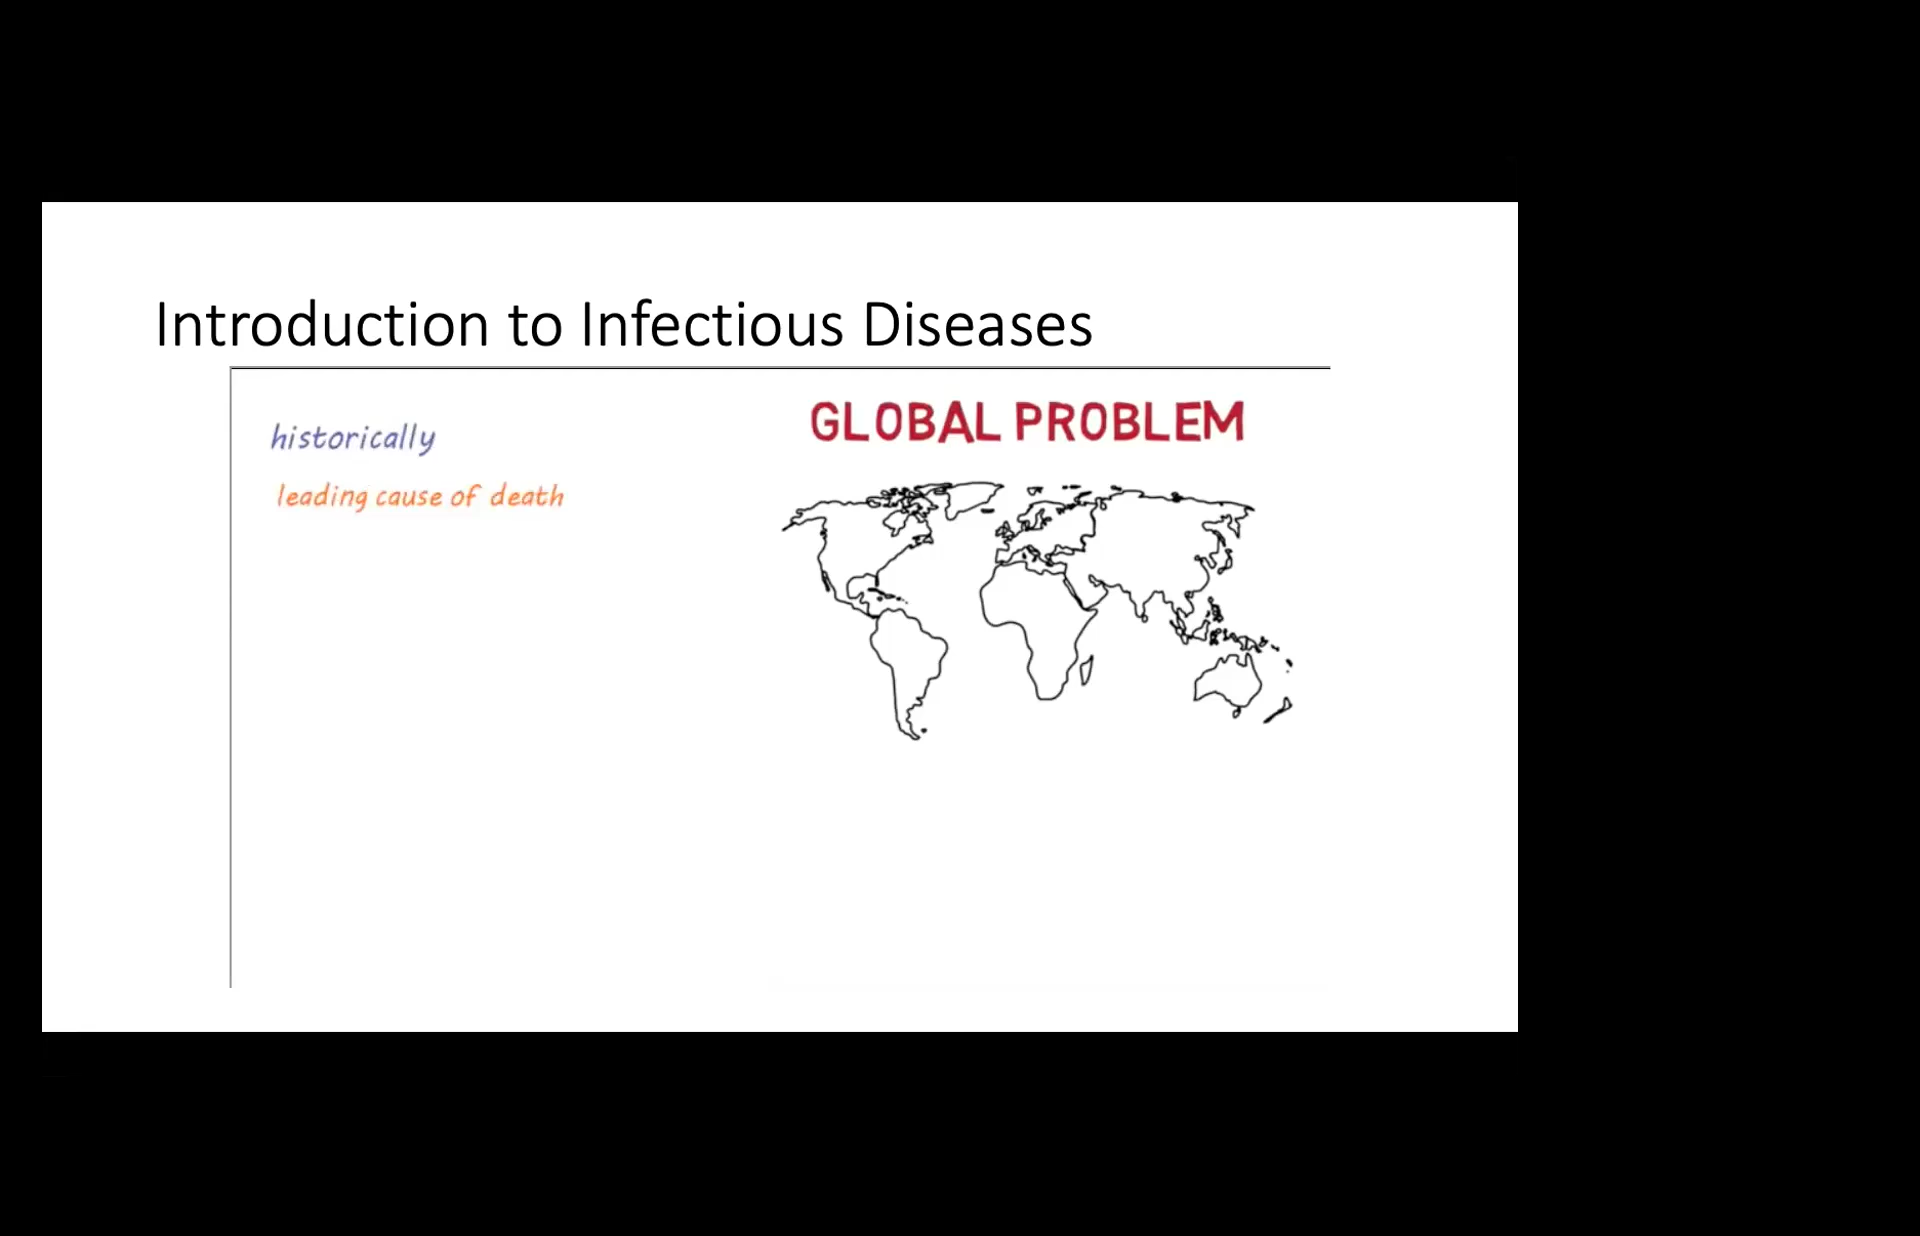 Introduction to Infectious Diseases
historically
leading cause of death
GLOBAL PROBLEM